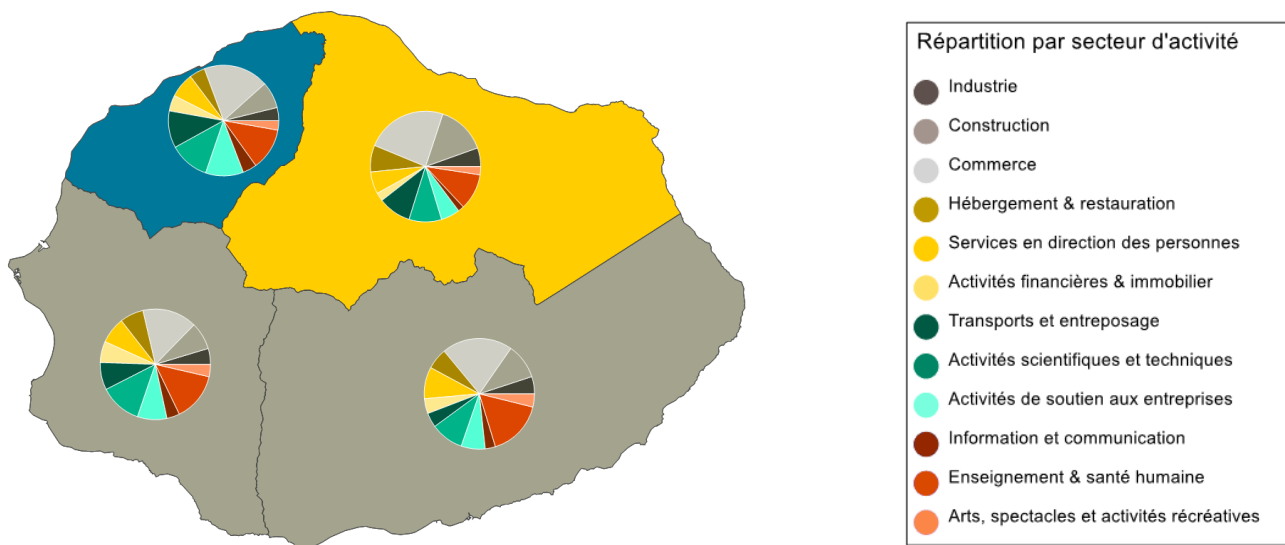 Répartition par secteur d'activité
Industrie
Construction
Commerce
Hébergement & restauration
Services en direction des personnes
Activités financières & immobilier
Transports et entreposage
Activités scientifiques et techniques
Activités de soutien aux entreprises
Information et communication
Enseignement & santé humaine
Arts, spectacles et activités récréatives